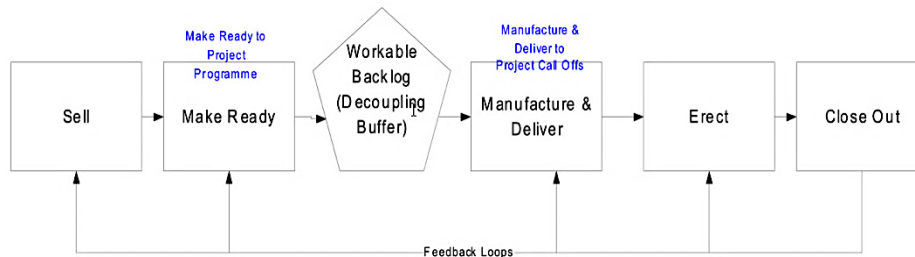 Make Ready to
Project
Programme
Manufacture &
Deliver to
Project Call Offs
Sell
Make Ready
Workable
Backlog
(Decoupling
Buffer)
Manufacture &
Deliver
Erect
Close Out
Feedback Loops